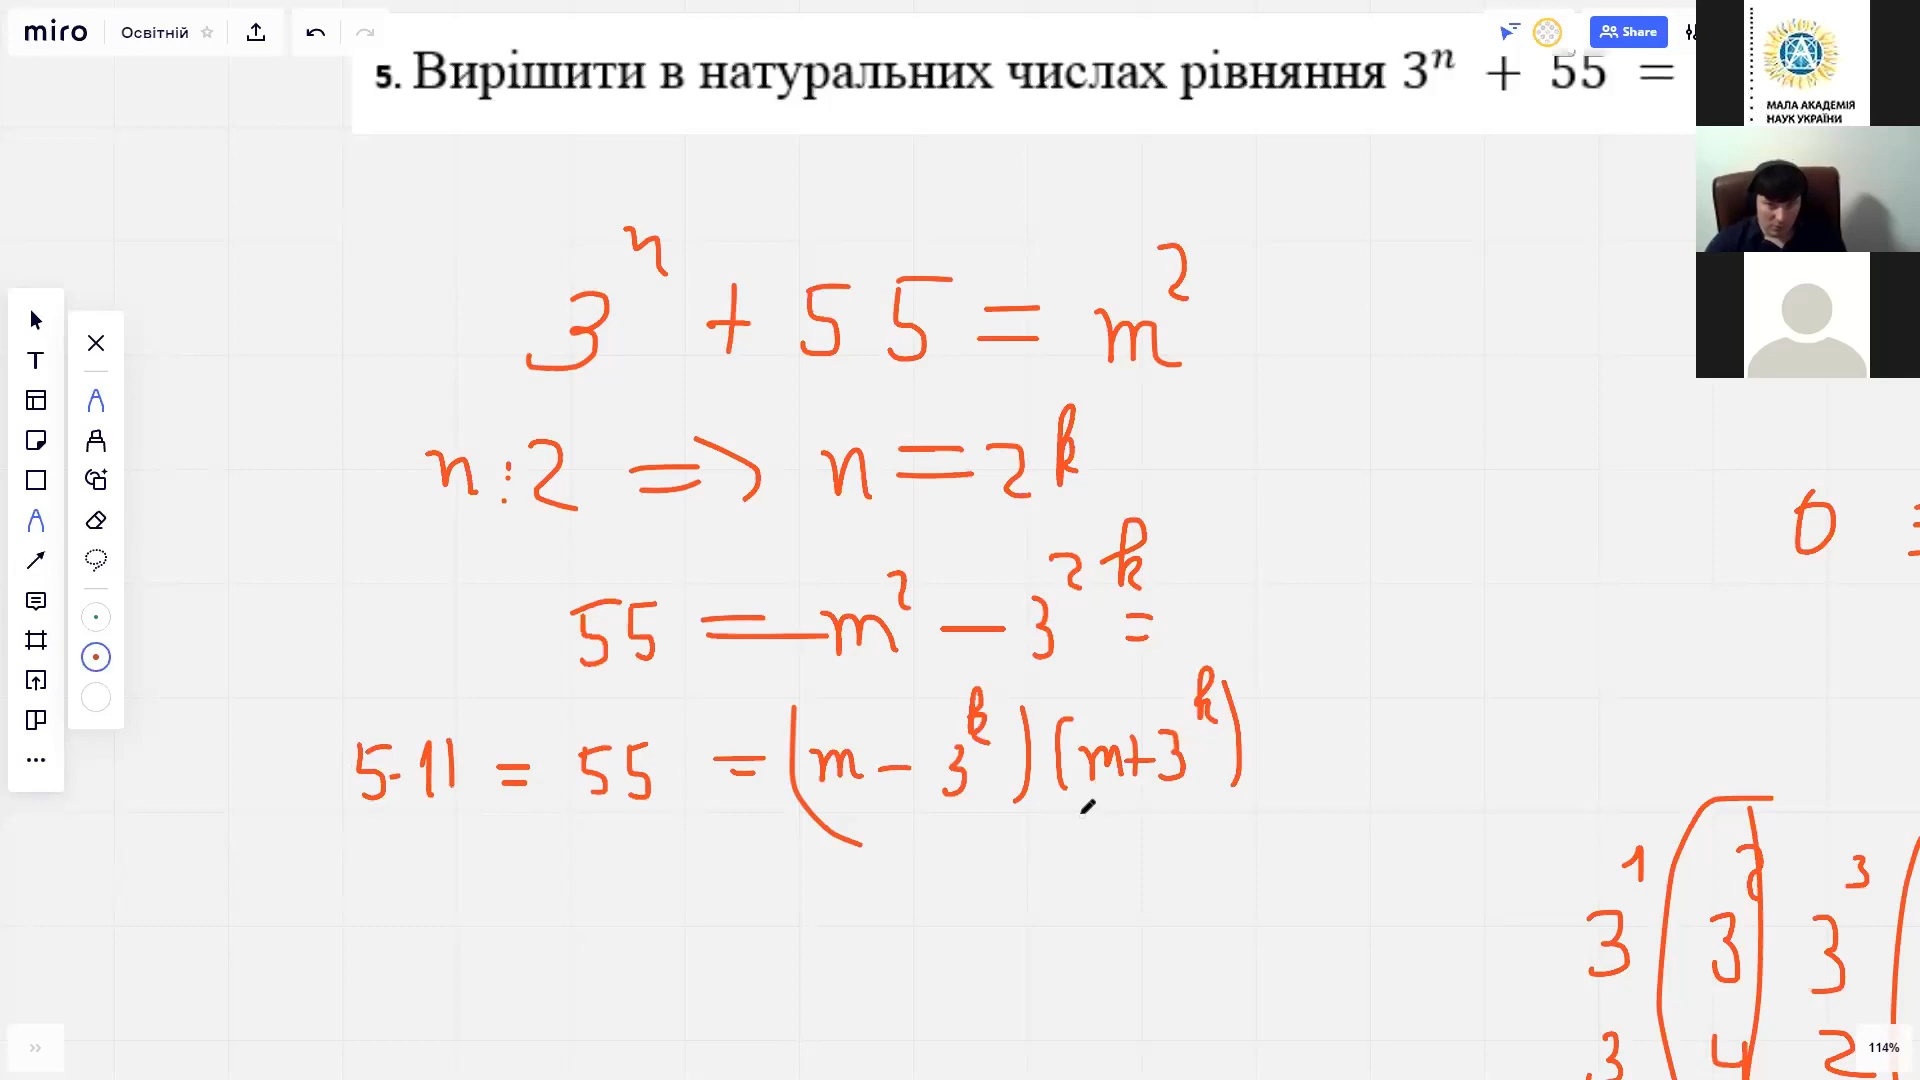 miro
Освітній
Share
5. Вирішити в натуральних числах рівняння 3ⁿ + 55 =
МАЛА АКАДЕМІЯ
НАУК УКРАЇНИ
3ⁿ + 55 = m²
n ⋮ 2 => n = 2k
0
55 = m² − 3²ᵏ =
5·11 = 55 = (m − 3ᵏ)(m + 3ᵏ)
3¹ 3² 3³
3 4 2
T
114%